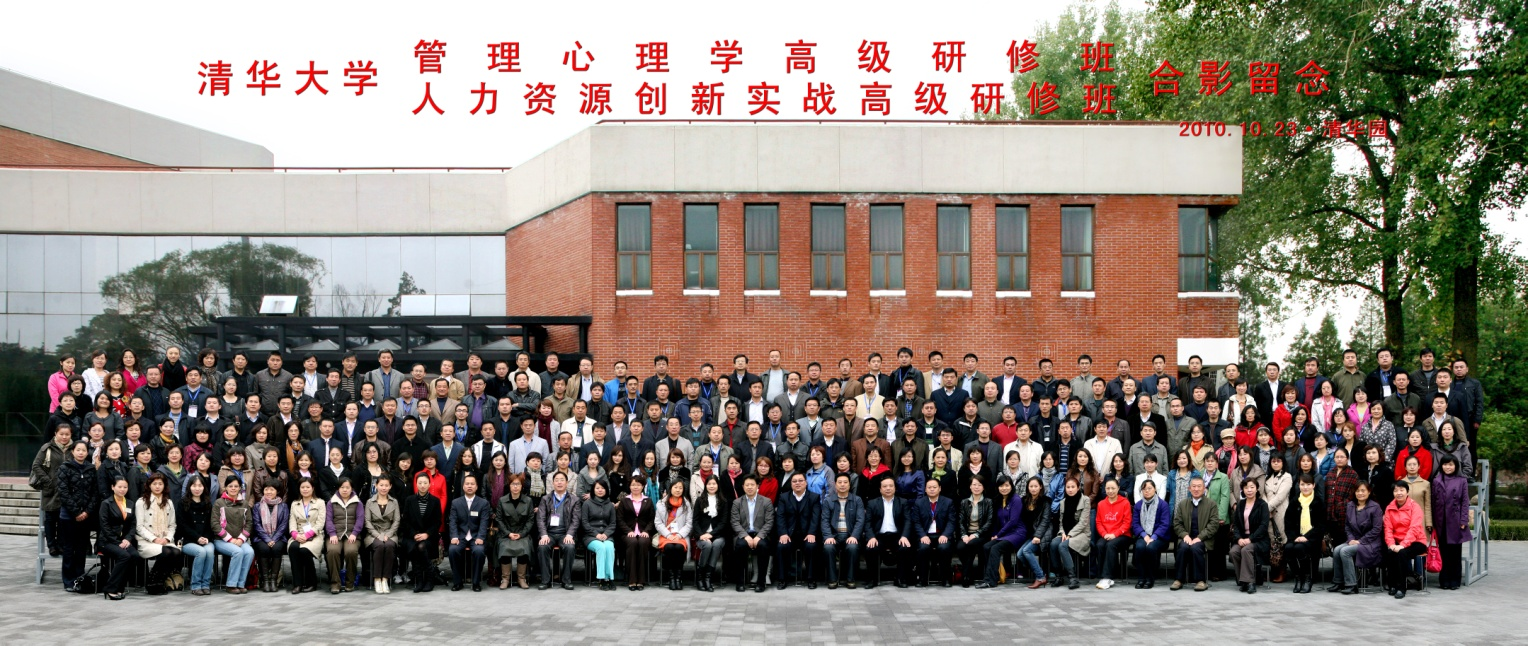 清华大学
管理心理学高级研修班
人力资源创新实战高级研修班
合影留念
2010.10.23·清华园